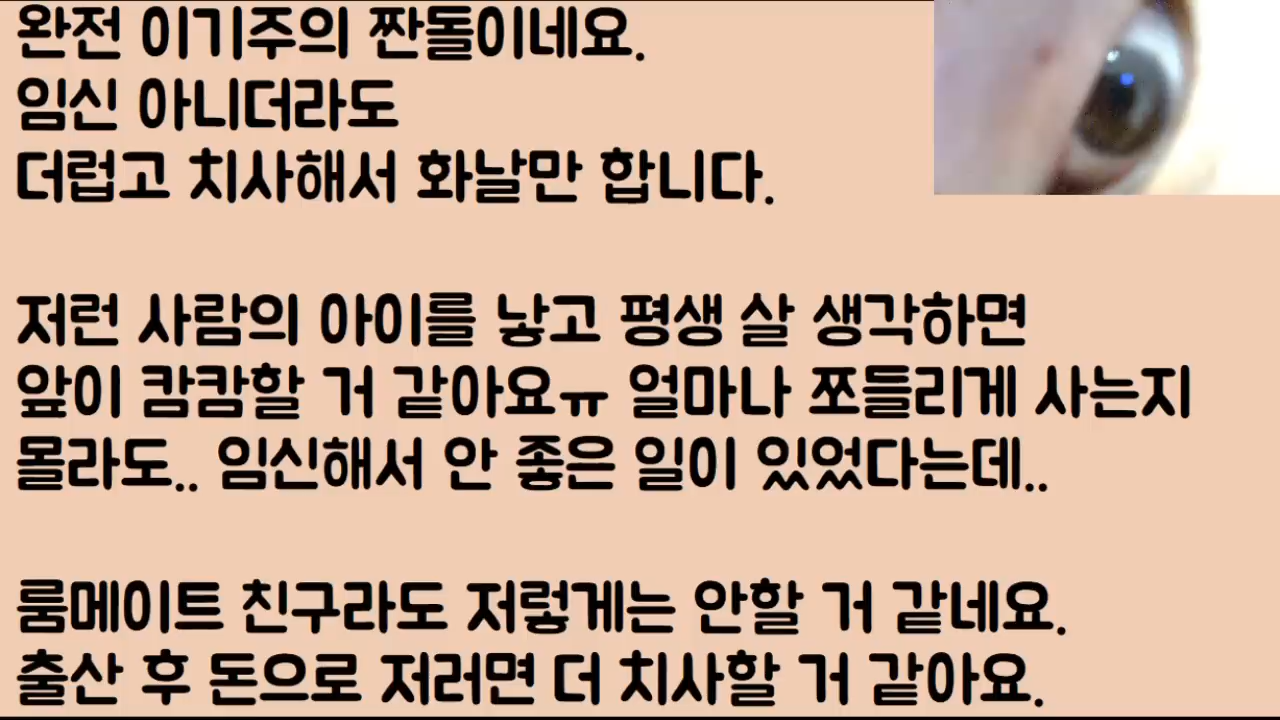 완전 이기주의 짠돌이네요.
임신 아니더라도
더럽고 치사해서 화날만 합니다.
저런 사람의 아이를 낳고 평생 살 생각하면
앞이 캄캄할 거 같아요ㅠ 얼마나 쪼들리게 사는지
몰라도.. 임신해서 안 좋은 일이 있었다는데..
룸메이트 친구라도 저렇게는 안할 거 같네요.
출산 후 돈으로 저러면 더 치사할 거 같아요.